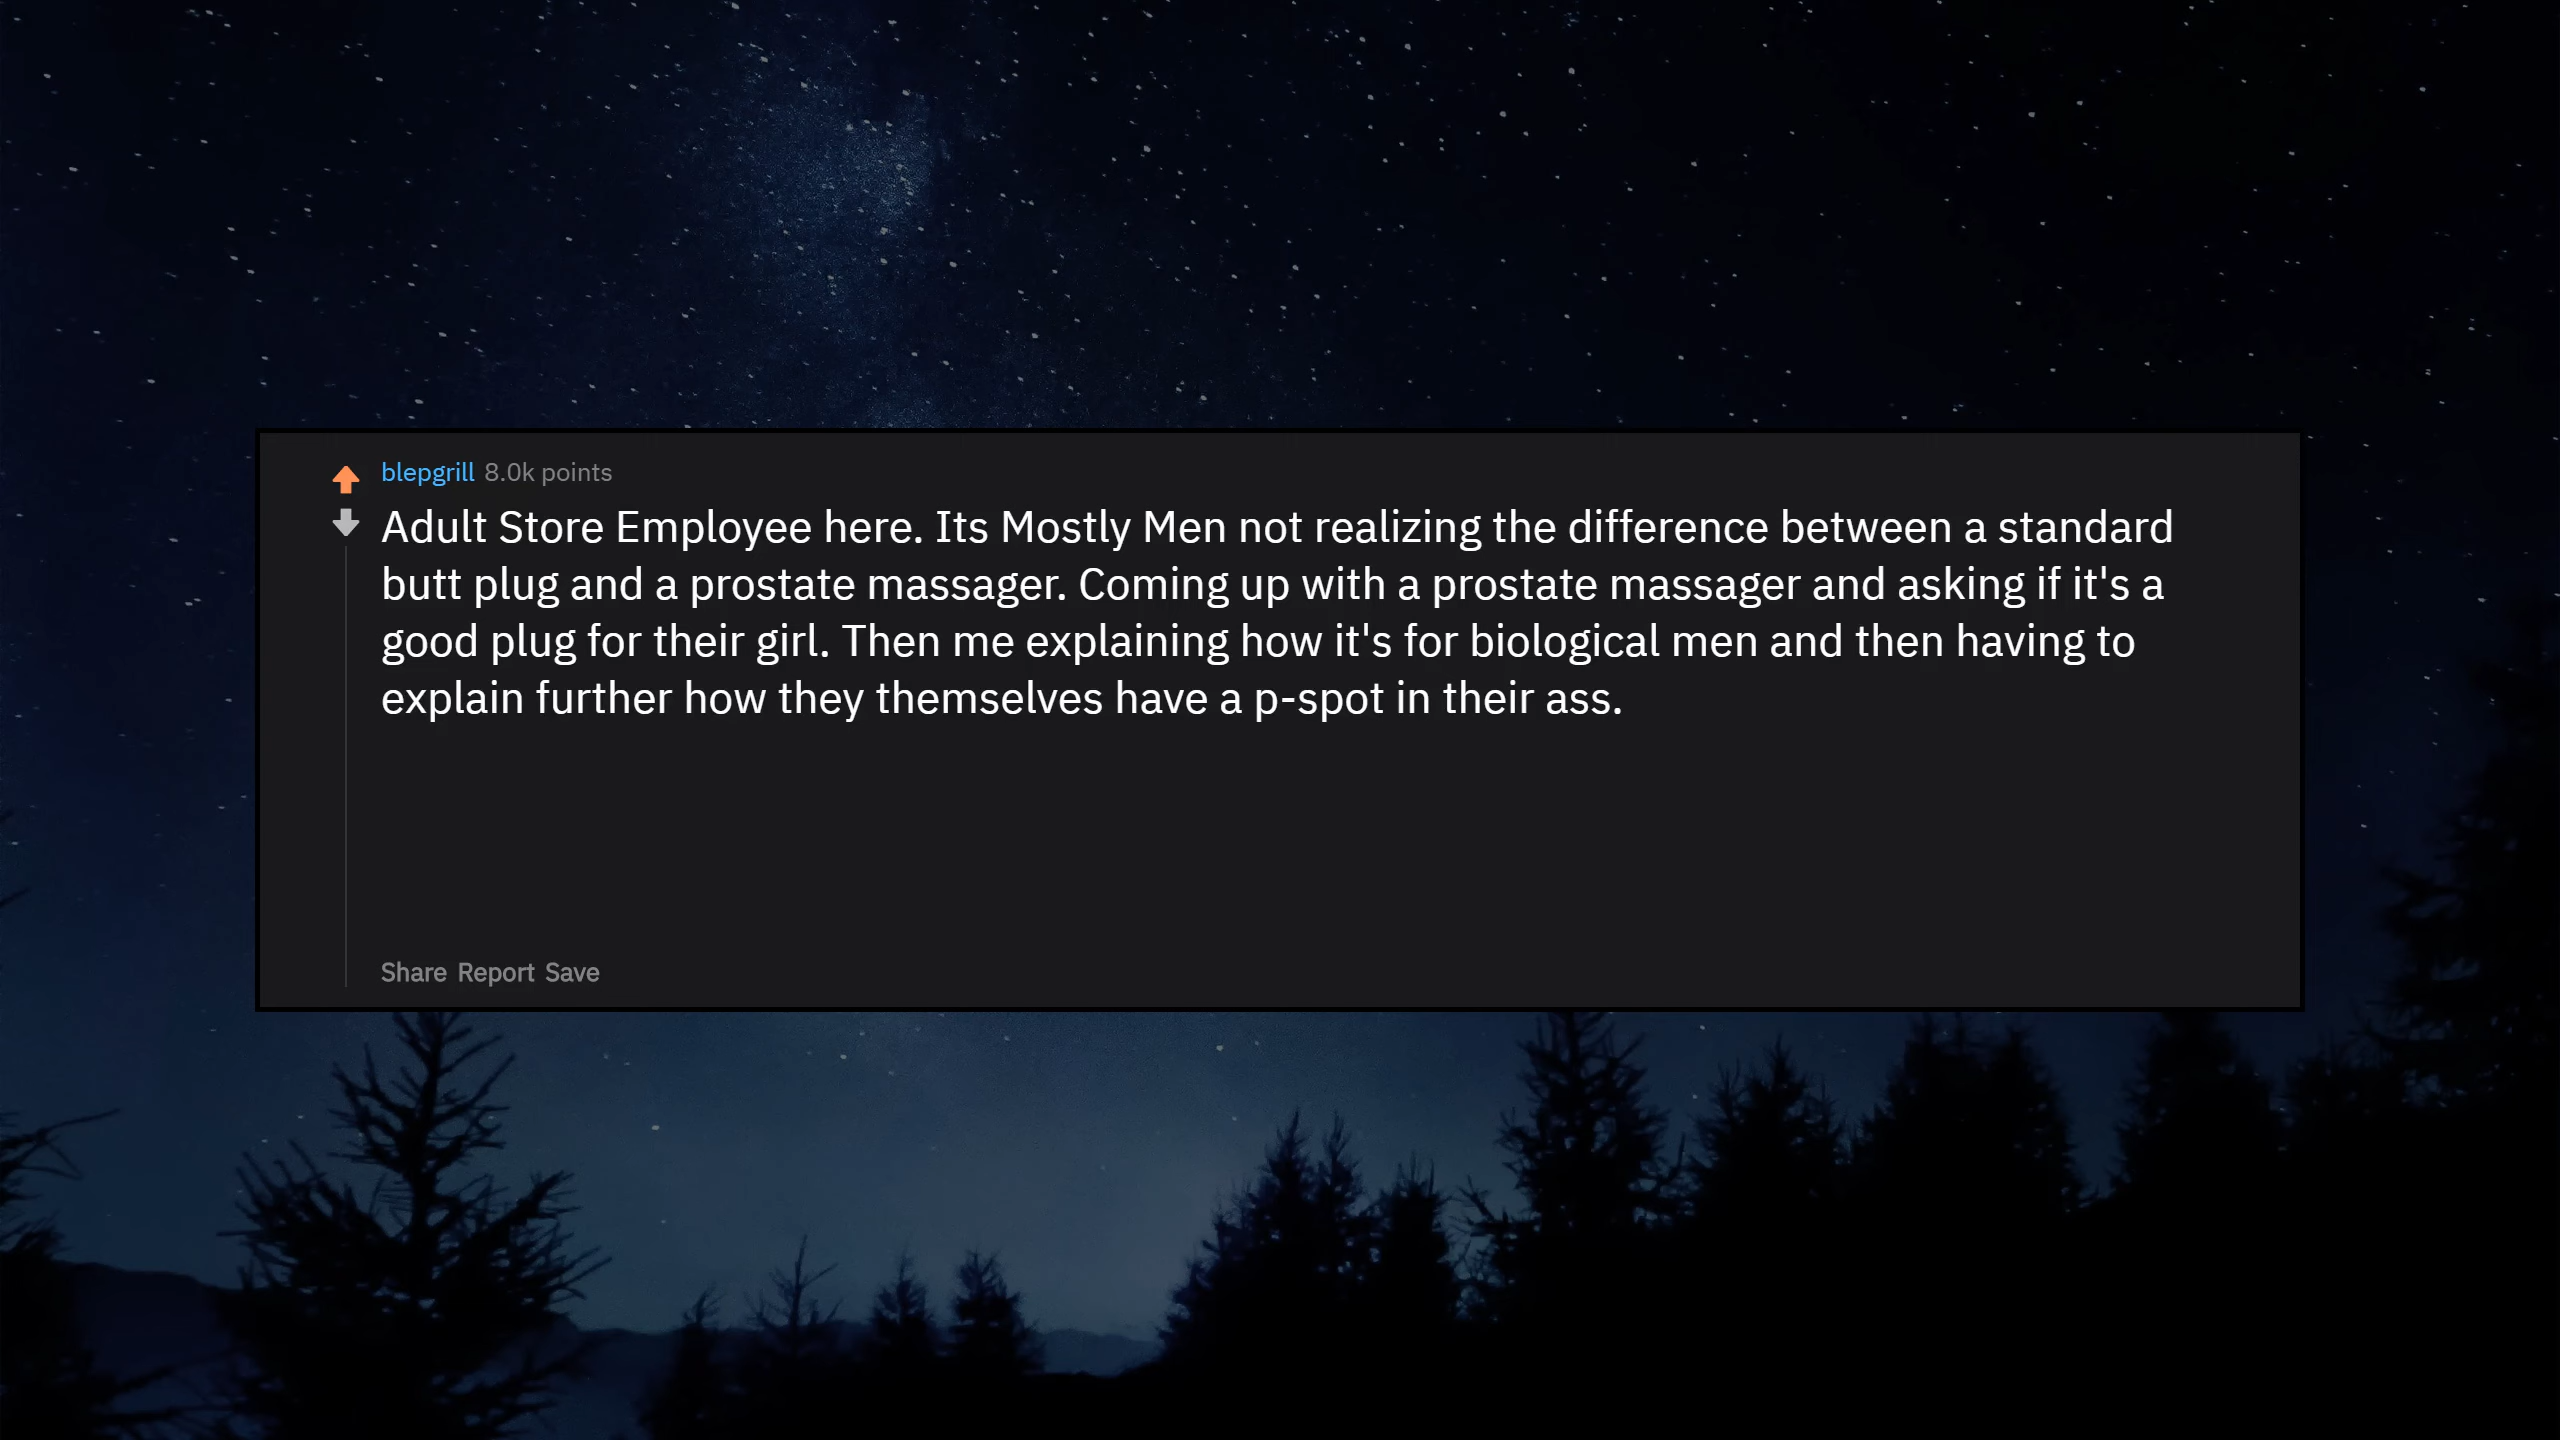 blepgrill 8.0k points
Adult Store Employee here. Its Mostly Men not realizing the difference between a standard
butt plug and a prostate massager. Coming up with a prostate massager and asking if it's a
good plug for their girl. Then me explaining how it's for biological men and then having to
explain further how they themselves have a p-spot in their ass.
Share Report Save